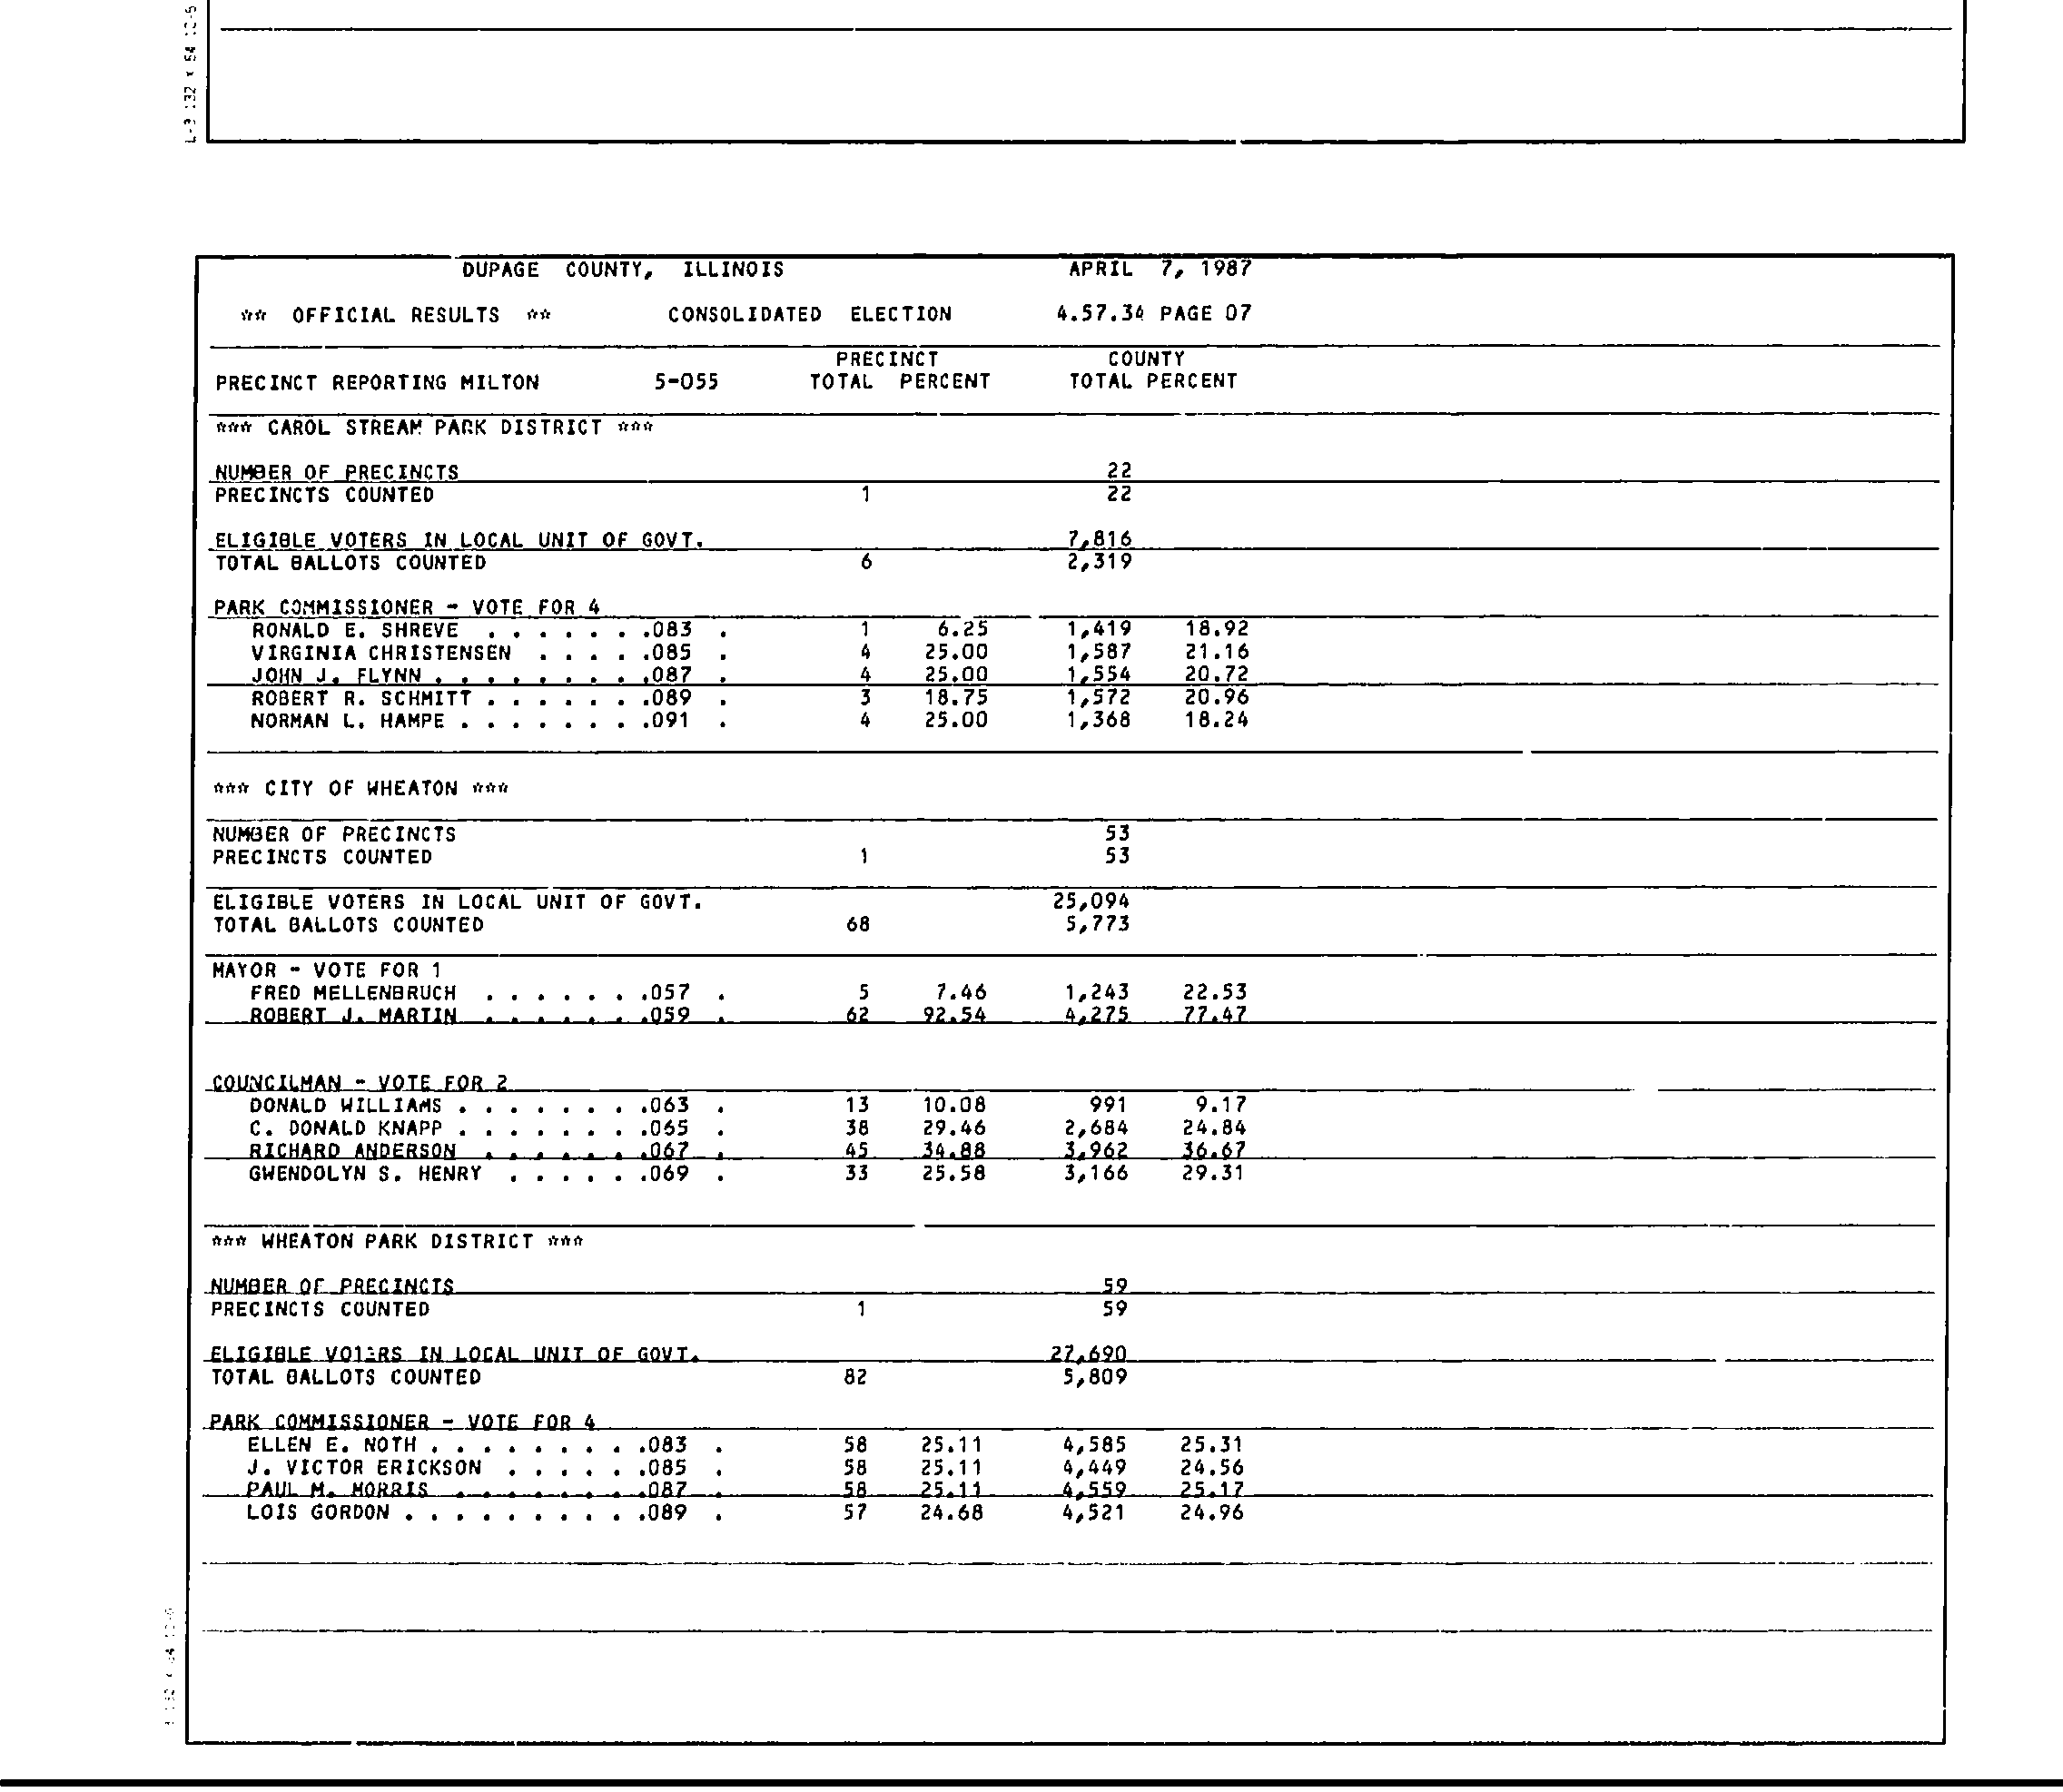 L-3 132 X 54 10-6
DUPAGE COUNTY, ILLINOIS APRIL 7, 1987
** OFFICIAL RESULTS ** CONSOLIDATED ELECTION 4.57.34 PAGE 07
PRECINCT COUNTY
PRECINCT REPORTING MILTON 5-055 TOTAL PERCENT TOTAL PERCENT
*** CAROL STREAM PARK DISTRICT ***
NUMBER OF PRECINCTS 22
PRECINCTS COUNTED 1 22
ELIGIBLE VOTERS IN LOCAL UNIT OF GOVT. 7,816
TOTAL BALLOTS COUNTED 6 2,319
PARK COMMISSIONER - VOTE FOR 4
RONALD E. SHREVE . . . . . . .083 . 1 6.25 1,419 18.92
VIRGINIA CHRISTENSEN . . . . .085 . 4 25.00 1,587 21.16
JOHN J. FLYNN . . . . . . . . .087 . 4 25.00 1,554 20.72
ROBERT R. SCHMITT . . . . . . .089 . 3 18.75 1,572 20.96
NORMAN L. HAMPE . . . . . . . .091 . 4 25.00 1,368 18.24
*** CITY OF WHEATON ***
NUMBER OF PRECINCTS 53
PRECINCTS COUNTED 1 53
ELIGIBLE VOTERS IN LOCAL UNIT OF GOVT. 25,094
TOTAL BALLOTS COUNTED 68 5,773
MAYOR - VOTE FOR 1
FRED MELLENBRUCH . . . . . . .057 . 5 7.46 1,243 22.53
ROBERT J. MARTIN . . . . . . .059 . 62 92.54 4,275 77.47
COUNCILMAN - VOTE FOR 2
DONALD WILLIAMS . . . . . . . .063 . 13 10.08 991 9.17
C. DONALD KNAPP . . . . . . . .065 . 38 29.46 2,684 24.84
RICHARD ANDERSON . . . . . . .067 . 45 34.88 3,962 36.67
GWENDOLYN S. HENRY . . . . . .069 . 33 25.58 3,166 29.31
*** WHEATON PARK DISTRICT ***
NUMBER OF PRECINCTS 59
PRECINCTS COUNTED 1 59
ELIGIBLE VOTERS IN LOCAL UNIT OF GOVT. 27,690
TOTAL BALLOTS COUNTED 82 5,809
PARK COMMISSIONER - VOTE FOR 4
ELLEN E. NOTH . . . . . . . . .083 . 58 25.11 4,585 25.31
J. VICTOR ERICKSON . . . . . .085 . 58 25.11 4,449 24.56
PAUL M. MORRIS . . . . . . . .087 . 58 25.11 4,559 25.17
LOIS GORDON . . . . . . . . . .089 . 57 24.68 4,521 24.96